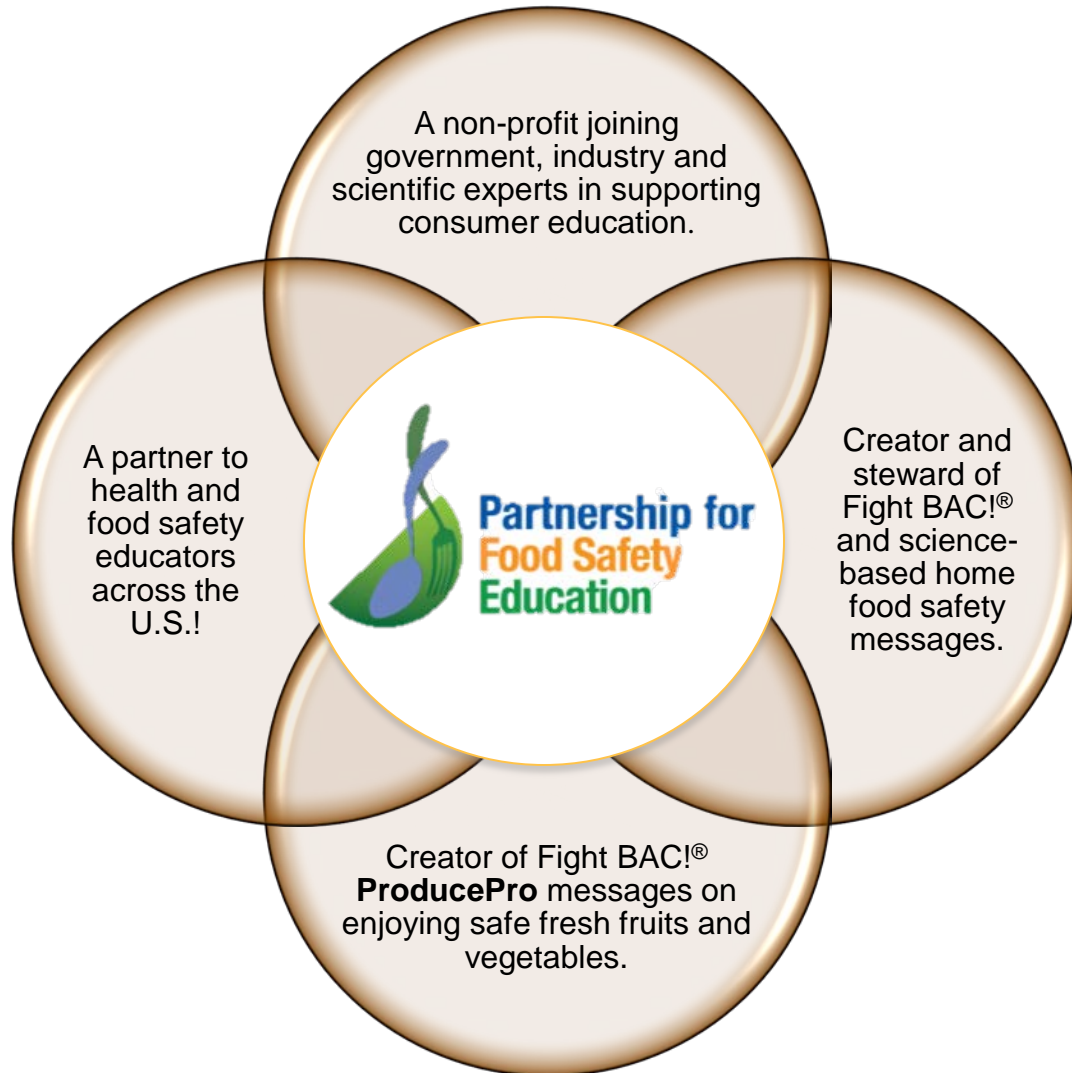 A non-profit joining
government, industry and
scientific experts in supporting
consumer education.
A partner to
health and
food safety
educators
across the
U.S.!
Partnership for
Food Safety
Education
Creator and
steward of
Fight BAC!®
and science-
based home
food safety
messages.
Creator of Fight BAC!®
ProducePro messages on
enjoying safe fresh fruits and
vegetables.